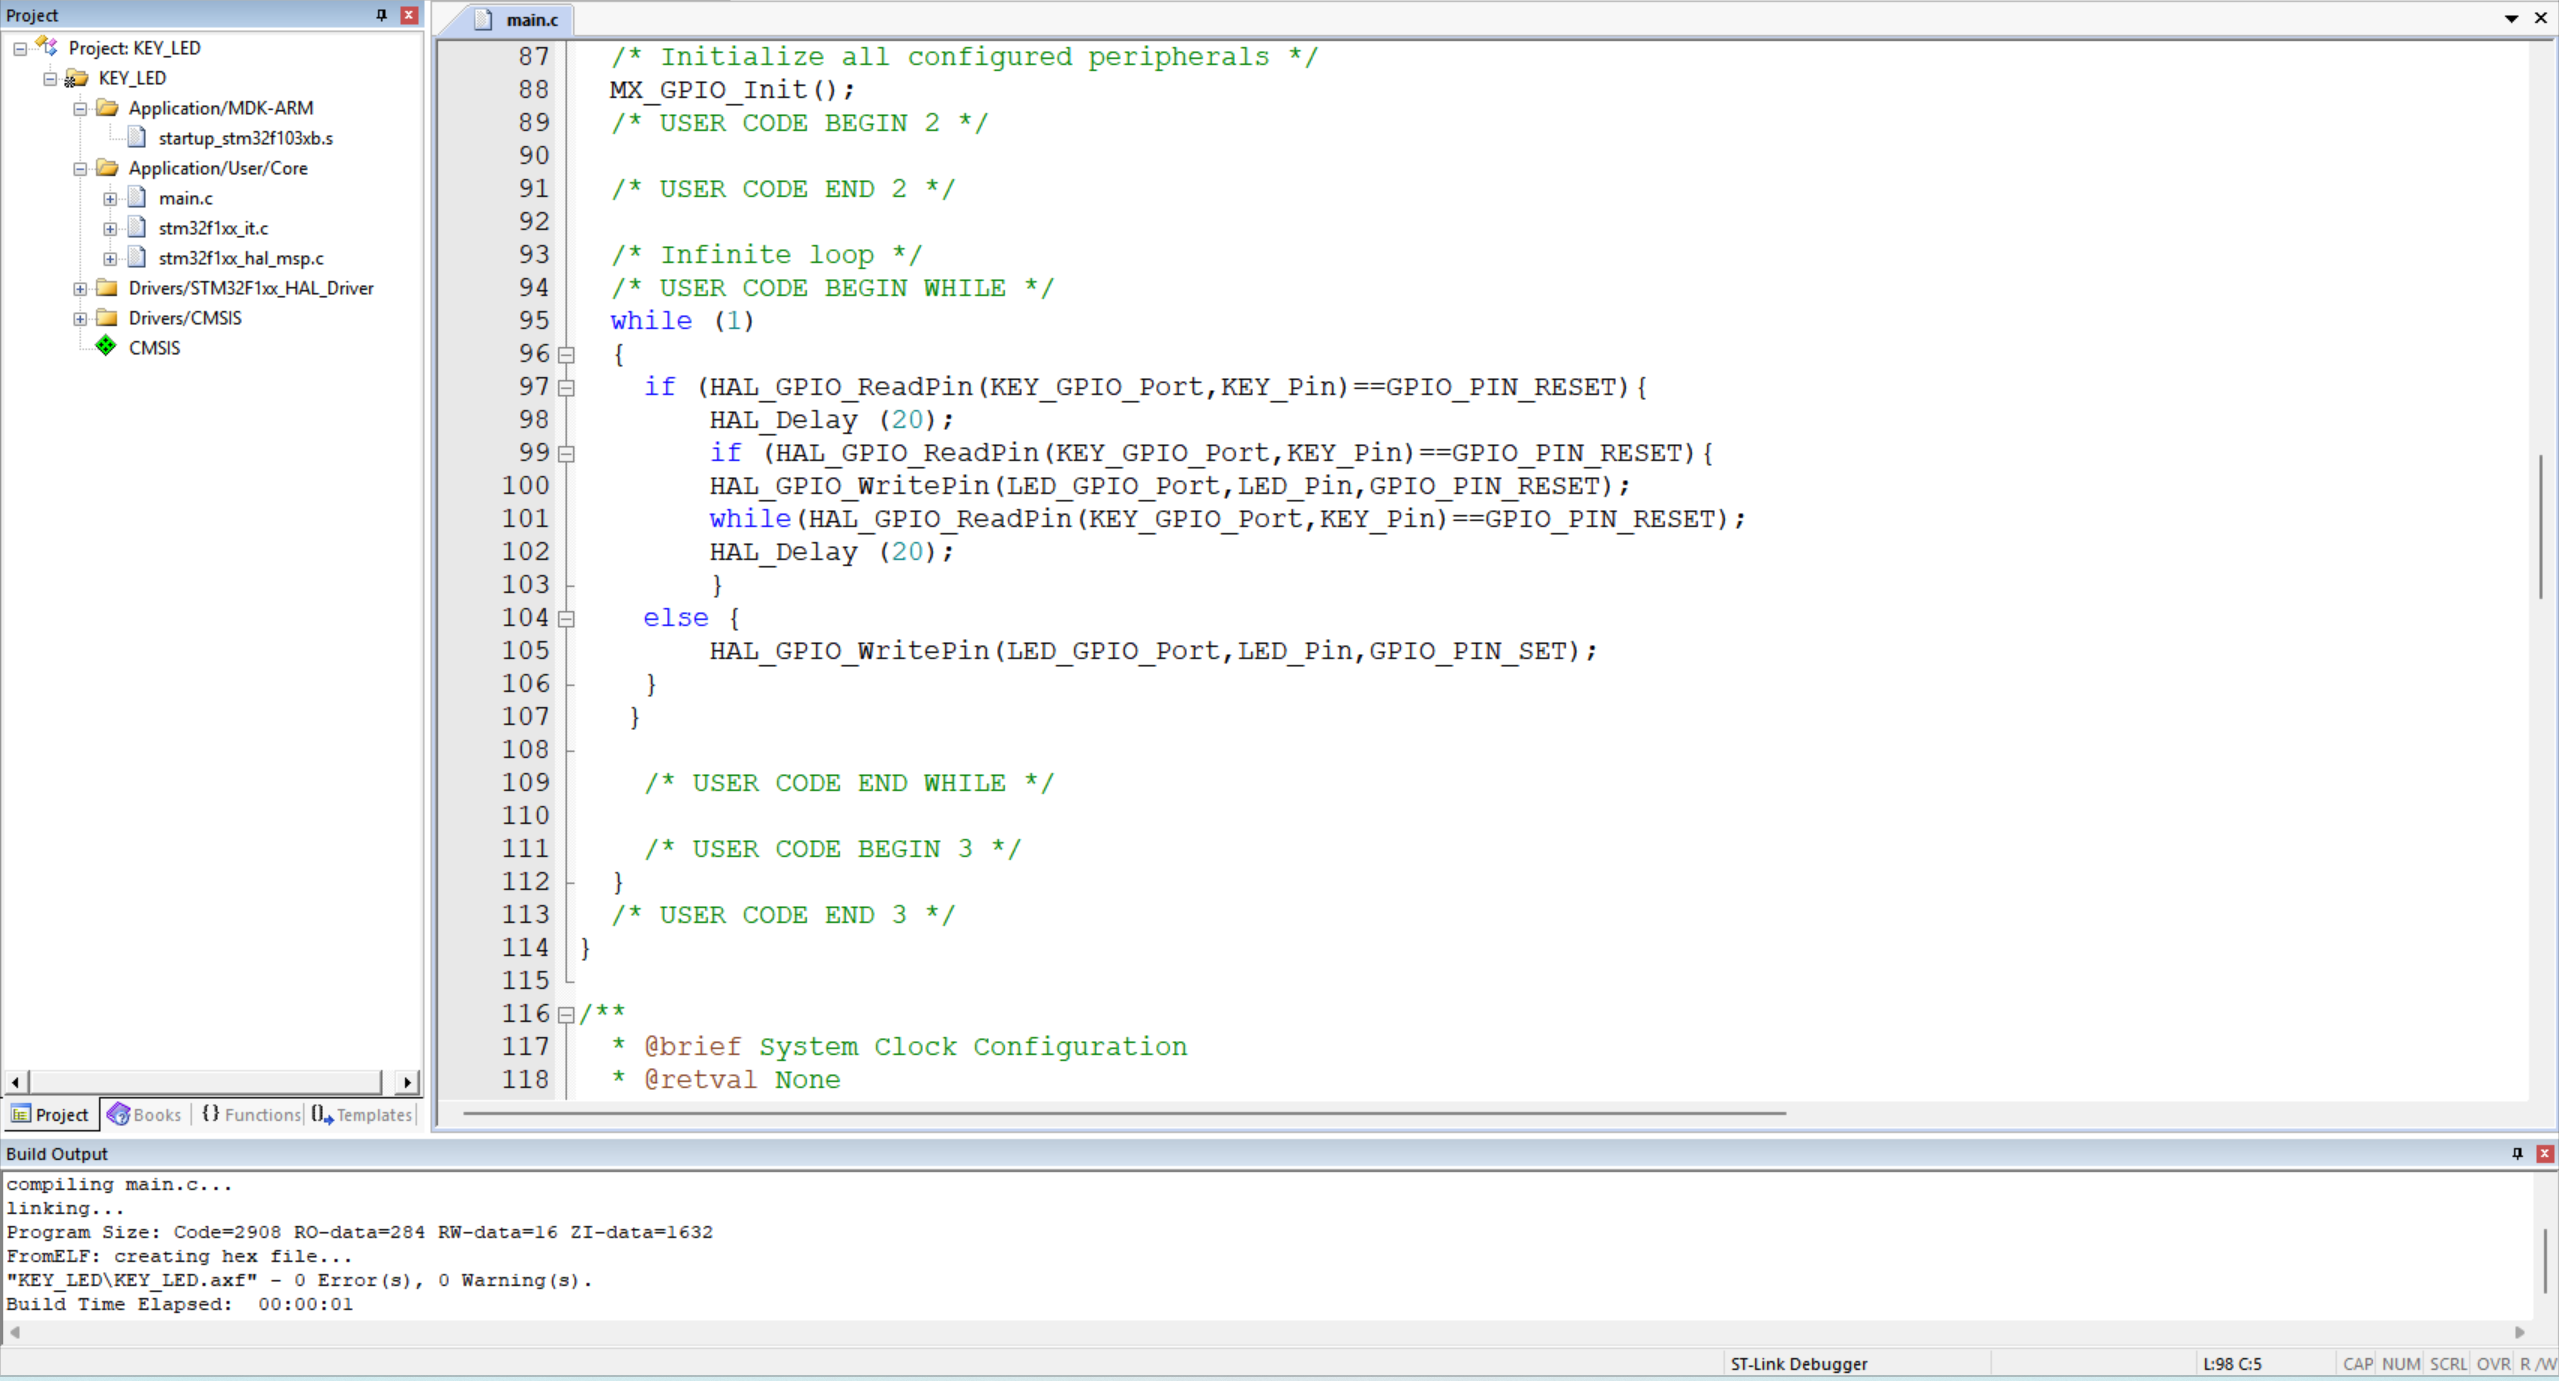 Project
Project: KEY_LED
KEY_LED
Application/MDK-ARM
startup_stm32f103xb.s
Application/User/Core
main.c
stm32f1xx_it.c
stm32f1xx_hal_msp.c
Drivers/STM32F1xx_HAL_Driver
Drivers/CMSIS
CMSIS
Project Books {} Functions Templates
main.c
87 /* Initialize all configured peripherals */
88 MX_GPIO_Init();
89 /* USER CODE BEGIN 2 */
90
91 /* USER CODE END 2 */
92
93 /* Infinite loop */
94 /* USER CODE BEGIN WHILE */
95 while (1)
96 {
97 if (HAL_GPIO_ReadPin(KEY_GPIO_Port,KEY_Pin)==GPIO_PIN_RESET){
98 HAL_Delay (20);
99 if (HAL_GPIO_ReadPin(KEY_GPIO_Port,KEY_Pin)==GPIO_PIN_RESET){
100 HAL_GPIO_WritePin(LED_GPIO_Port,LED_Pin,GPIO_PIN_RESET);
101 while(HAL_GPIO_ReadPin(KEY_GPIO_Port,KEY_Pin)==GPIO_PIN_RESET);
102 HAL_Delay (20);
103 }
104 else {
105 HAL_GPIO_WritePin(LED_GPIO_Port,LED_Pin,GPIO_PIN_SET);
106 }
107 }
108
109 /* USER CODE END WHILE */
110
111 /* USER CODE BEGIN 3 */
112 }
113 /* USER CODE END 3 */
114 }
115
116 /**
117 * @brief System Clock Configuration
118 * @retval None
Build Output
compiling main.c...
linking...
Program Size: Code=2908 RO-data=284 RW-data=16 ZI-data=1632
FromELF: creating hex file...
"KEY_LED\KEY_LED.axf" - 0 Error(s), 0 Warning(s).
Build Time Elapsed:  00:00:01
ST-Link Debugger L:98 C:5 CAP NUM SCRL OVR R/W